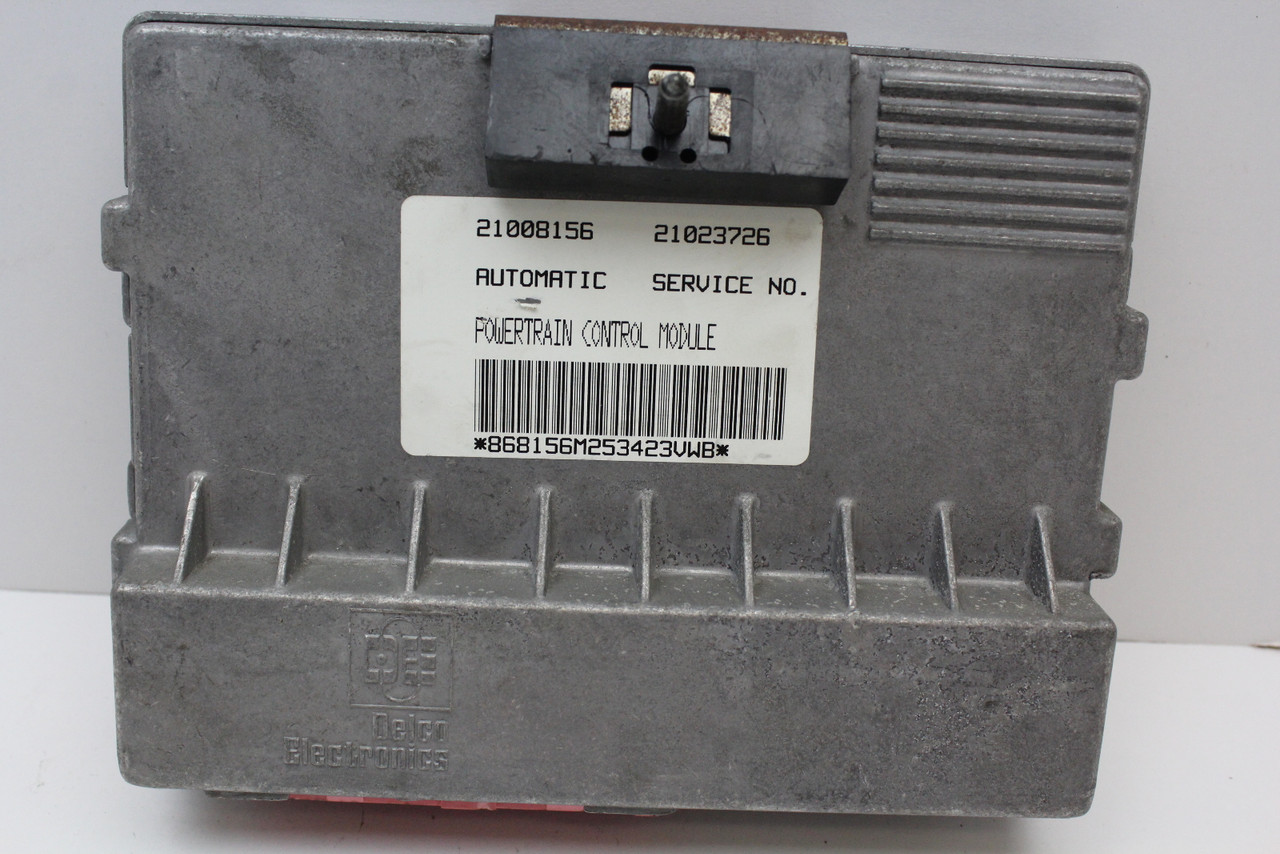 21008156 21023726
AUTOMATIC SERVICE NO.
POWERTRAIN CONTROL MODULE
*868156M253423VWB*
Delco
Electronics